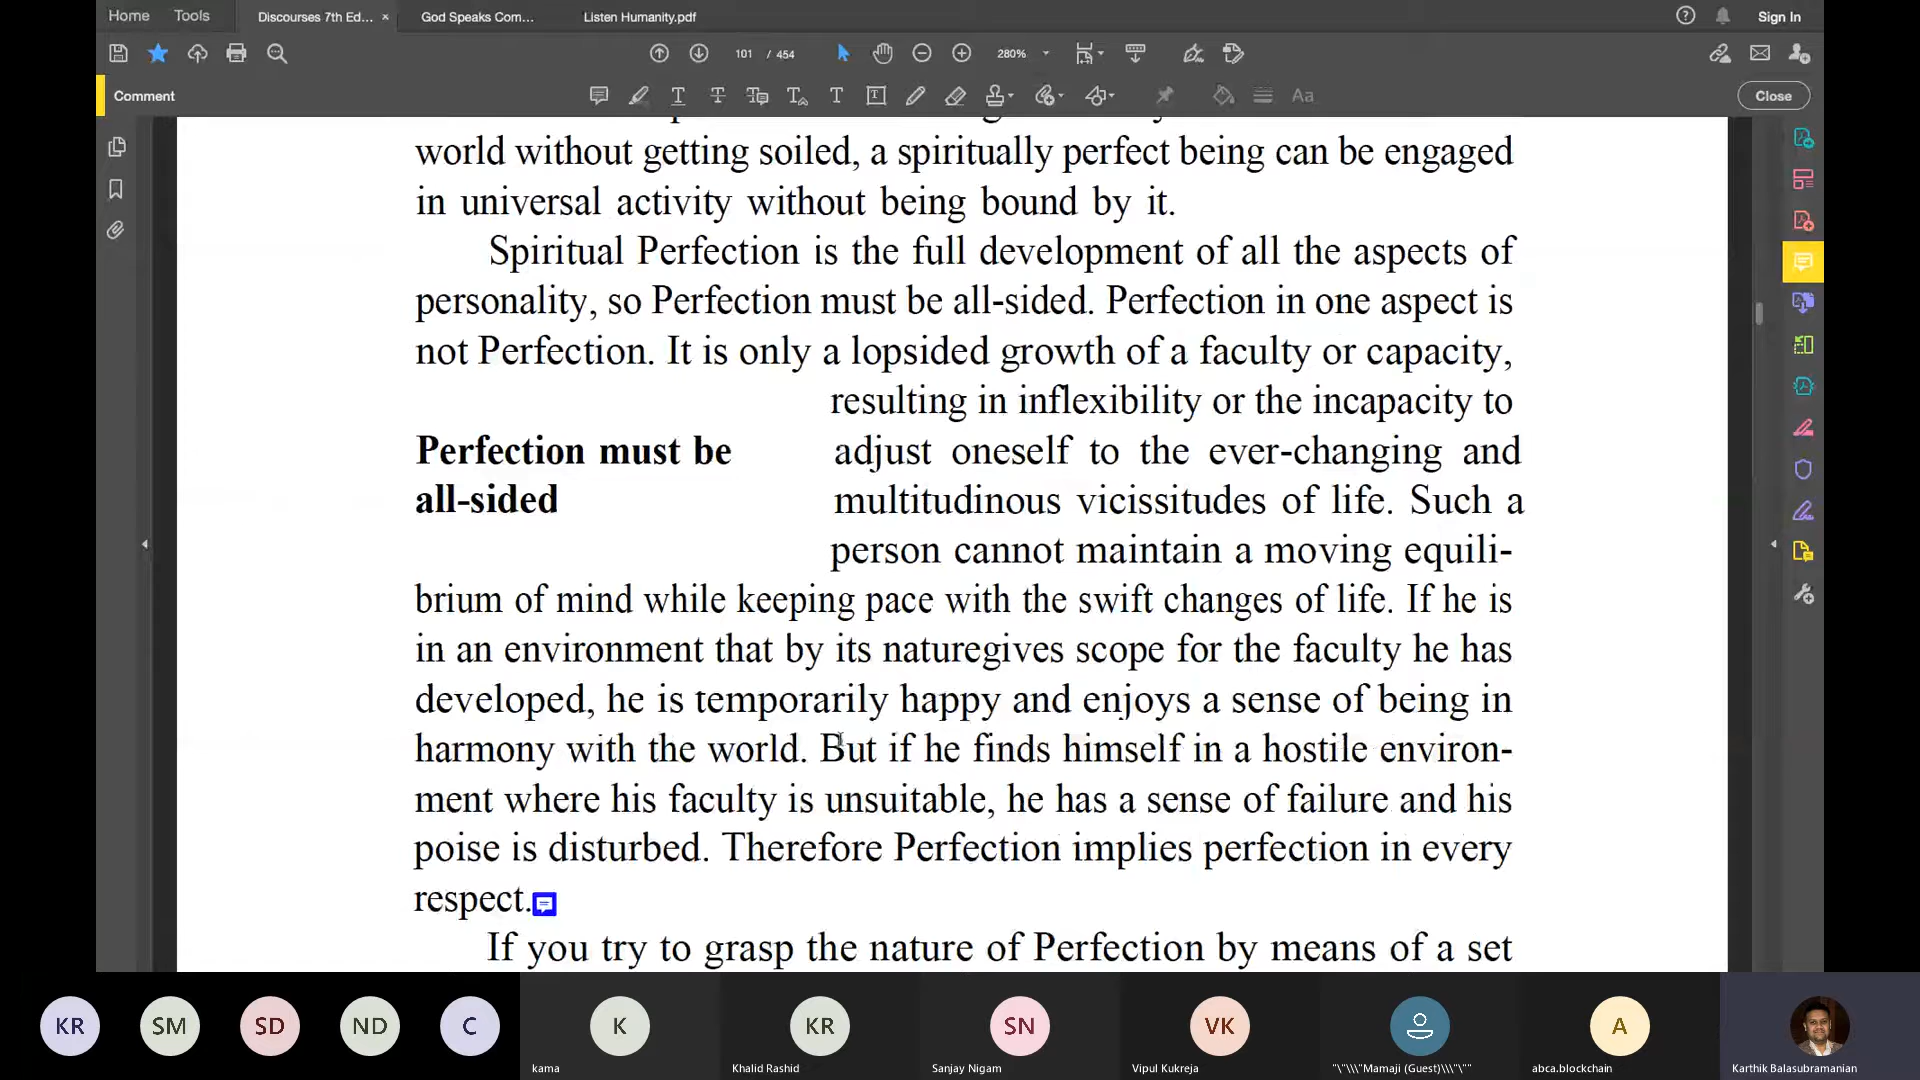 Home Tools Discourses 7th Ed... × God Speaks Com... Listen Humanity.pdf Sign In
101 / 454 280%
Comment Close
world without getting soiled, a spiritually perfect being can be engaged
in universal activity without being bound by it.
Spiritual Perfection is the full development of all the aspects of
personality, so Perfection must be all-sided. Perfection in one aspect is
not Perfection. It is only a lopsided growth of a faculty or capacity,
resulting in inflexibility or the incapacity to
Perfection must be adjust oneself to the ever-changing and
all-sided multitudinous vicissitudes of life. Such a
person cannot maintain a moving equili-
brium of mind while keeping pace with the swift changes of life. If he is
in an environment that by its naturegives scope for the faculty he has
developed, he is temporarily happy and enjoys a sense of being in
harmony with the world. But if he finds himself in a hostile environ-
ment where his faculty is unsuitable, he has a sense of failure and his
poise is disturbed. Therefore Perfection implies perfection in every
respect.
If you try to grasp the nature of Perfection by means of a set
KR SM SD ND C K KR SN VK A
kama Khalid Rashid Sanjay Nigam Vipul Kukreja "\"\\\"Mamaji (Guest)\\\"\"" abca.blockchain Karthik Balasubramanian